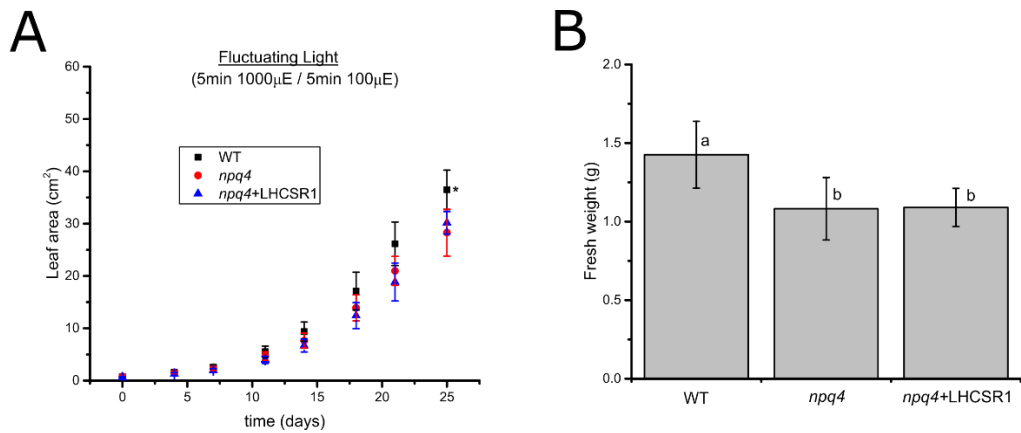 A
Fluctuating Light
(5min 1000µE / 5min 100µE)
60
50
40
30
20
10
0
Leaf area (cm²)
WT
npq4
npq4+LHCSR1
*
0 5 10 15 20 25
time (days)
B
2.0
1.5
1.0
0.5
0.0
Fresh weight (g)
a
b
b
WT npq4 npq4+LHCSR1